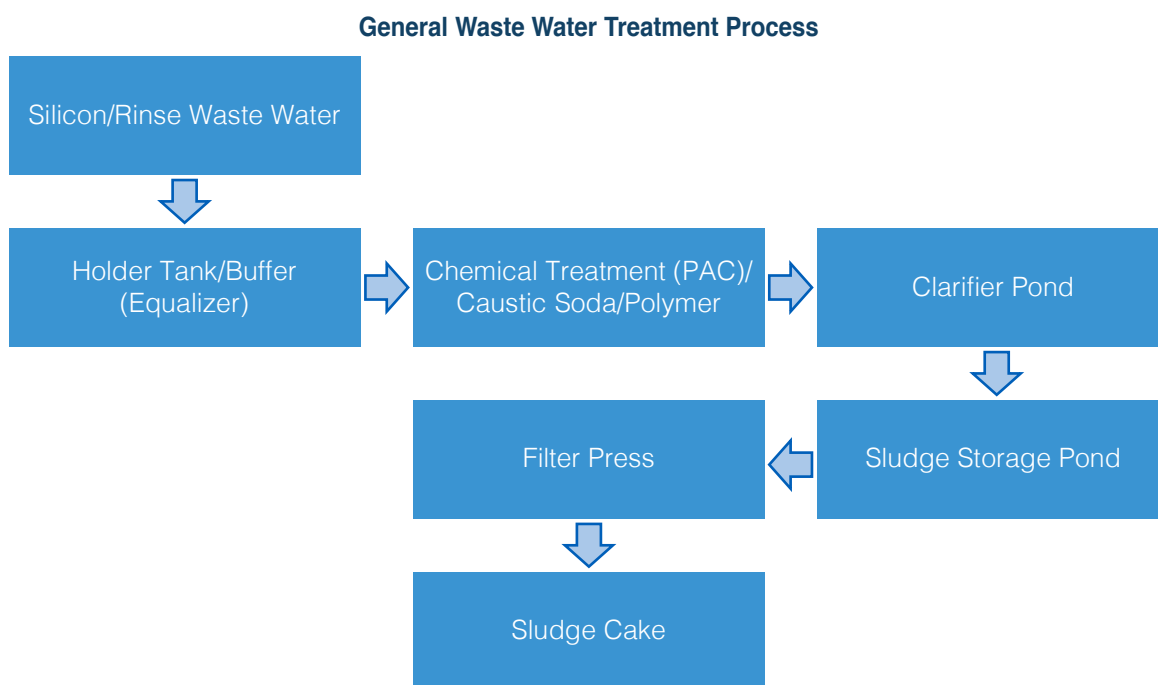 General Waste Water Treatment Process
Silicon/Rinse Waste Water
Holder Tank/Buffer
(Equalizer)
Chemical Treatment (PAC)/
Caustic Soda/Polymer
Clarifier Pond
Sludge Storage Pond
Filter Press
Sludge Cake